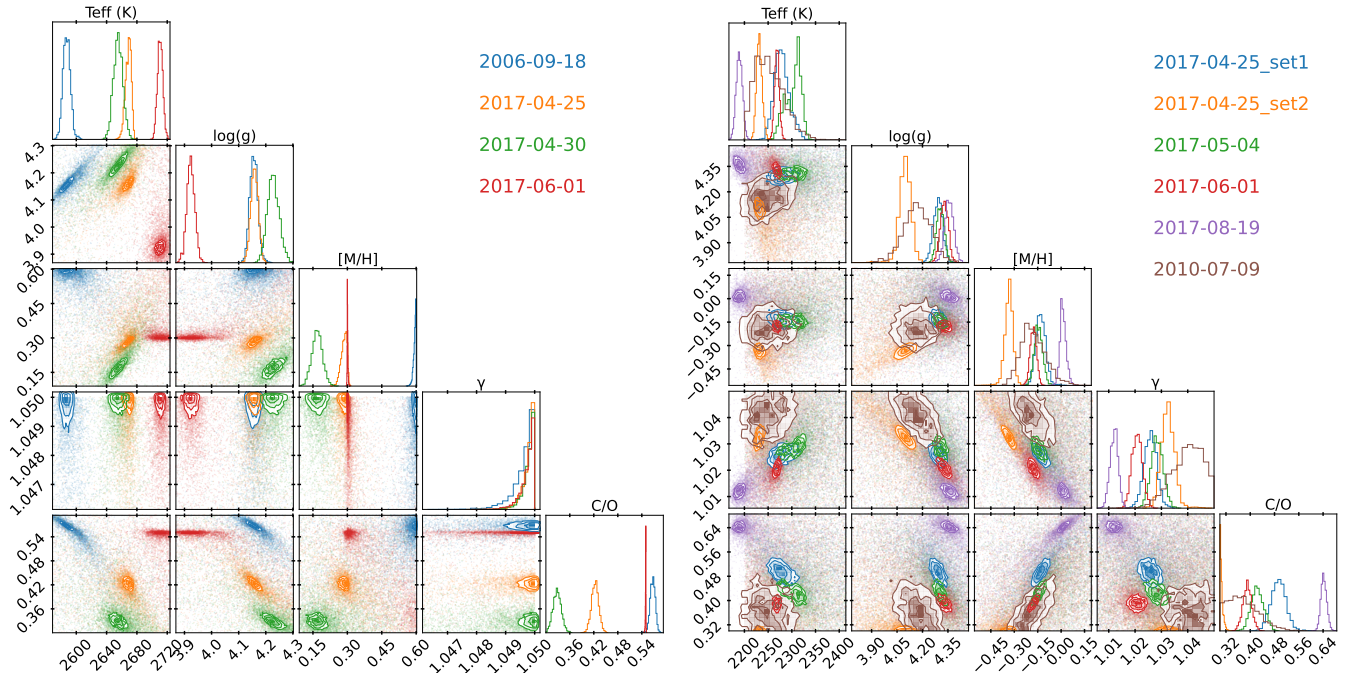 Teff (K)
2006-09-18
2017-04-25
2017-04-30
2017-06-01
log(g)
4.3
4.2
4.1
4.0
3.9
[M/H]
0.60
0.45
0.30
0.15
γ
1.050
1.049
1.048
1.047
C/O
0.54
0.48
0.42
0.36
2600 2640 2680 2720
3.9 4.0 4.1 4.2 4.3
0.15 0.30 0.45 0.60
1.047 1.048 1.049 1.050
0.36 0.42 0.48 0.54
Teff (K)
2017-04-25_set1
2017-04-25_set2
2017-05-04
2017-06-01
2017-08-19
2010-07-09
log(g)
4.35
4.20
4.05
3.90
[M/H]
0.15
0.00
−0.15
−0.30
−0.45
γ
1.04
1.03
1.02
1.01
C/O
0.64
0.56
0.48
0.40
0.32
2200 2250 2300 2350 2400
3.90 4.05 4.20 4.35
−0.45 −0.30 −0.15 0.00 0.15
1.01 1.02 1.03 1.04
0.32 0.40 0.48 0.56 0.64